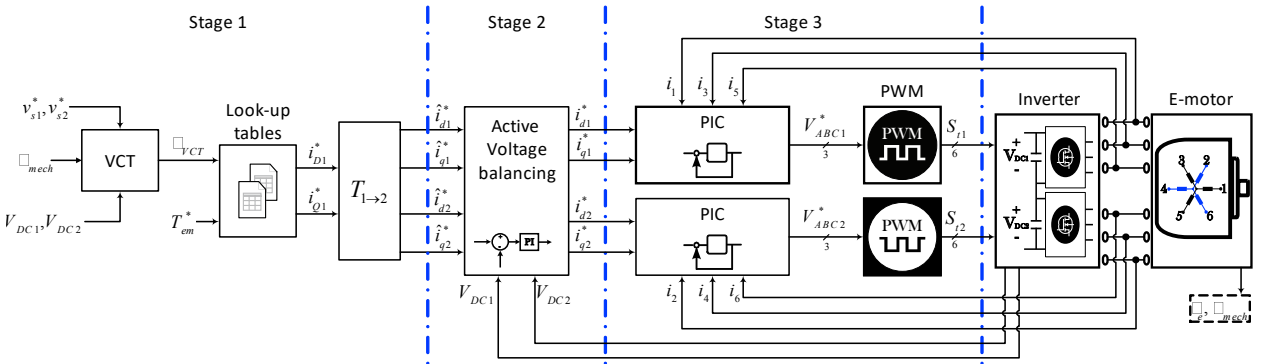 Stage 1
Stage 2
Stage 3
v*s1, v*s2
□mech
VDC1, VDC2
VCT
□VCT
T*em
Look-up
tables
i*D1
i*Q1
T1→2
î*d1
î*q1
î*d2
î*q2
Active
Voltage
balancing
PI
VDC1
VDC2
i*d1
i*q1
i*d2
i*q2
i1
i3
i5
PIC
PIC
i2
i4
i6
V*ABC1
3
V*ABC2
3
PWM
PWM
PWM
St1
6
St2
6
Inverter
+
VDC1
-
+
VDC2
-
E-motor
3 2
4 1
5 6
□e, □mech